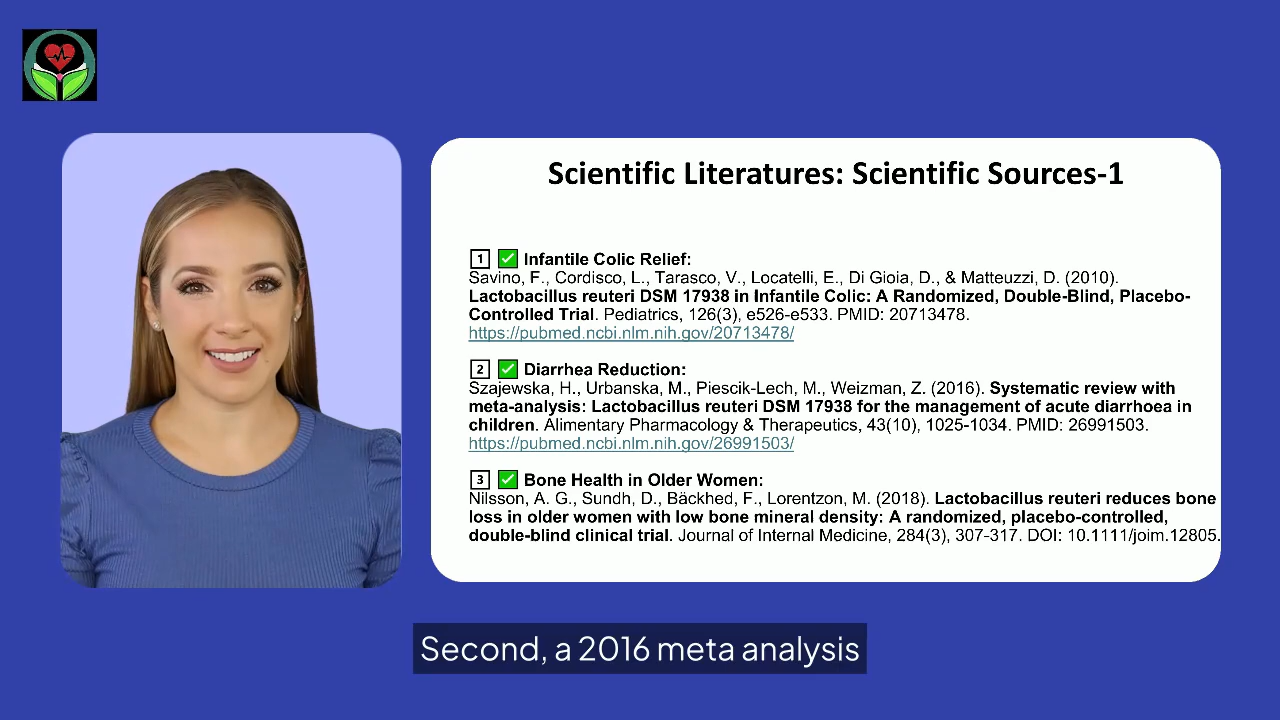 Scientific Literatures: Scientific Sources-1
1 ✅ Infantile Colic Relief:
Savino, F., Cordisco, L., Tarasco, V., Locatelli, E., Di Gioia, D., & Matteuzzi, D. (2010).
Lactobacillus reuteri DSM 17938 in Infantile Colic: A Randomized, Double-Blind, Placebo-
Controlled Trial. Pediatrics, 126(3), e526-e533. PMID: 20713478.
https://pubmed.ncbi.nlm.nih.gov/20713478/
2 ✅ Diarrhea Reduction:
Szajewska, H., Urbanska, M., Piescik-Lech, M., Weizman, Z. (2016). Systematic review with
meta-analysis: Lactobacillus reuteri DSM 17938 for the management of acute diarrhoea in
children. Alimentary Pharmacology & Therapeutics, 43(10), 1025-1034. PMID: 26991503.
https://pubmed.ncbi.nlm.nih.gov/26991503/
3 ✅ Bone Health in Older Women:
Nilsson, A. G., Sundh, D., Bäckhed, F., Lorentzon, M. (2018). Lactobacillus reuteri reduces bone
loss in older women with low bone mineral density: A randomized, placebo-controlled,
double-blind clinical trial. Journal of Internal Medicine, 284(3), 307-317. DOI: 10.1111/joim.12805.
Second, a 2016 meta analysis